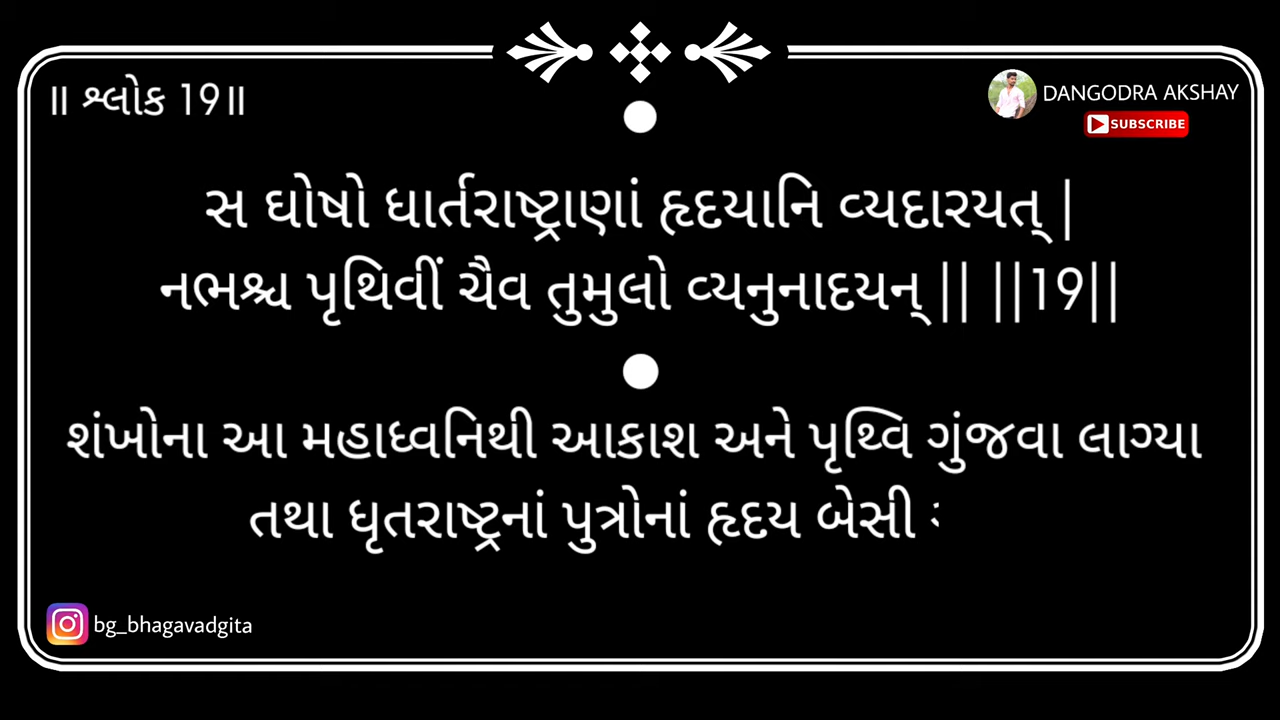 ॥ શ્લોક 19॥
DANGODRA AKSHAY
SUBSCRIBE
સ ઘોષો ધાર્તરાષ્ટ્રાણાં હૃદયાનિ વ્યદારયત્ |
નભશ્ચ પૃથિવીં ચૈવ તુમુલો વ્યનુનાદયન્ || ||19||
શંખોના આ મહાધ્વનિથી આકાશ અને પૃથ્વિ ગુંજવા લાગ્યા
તથા ધૃતરાષ્ટ્રનાં પુત્રોનાં હૃદય બેસી
bg_bhagavadgita